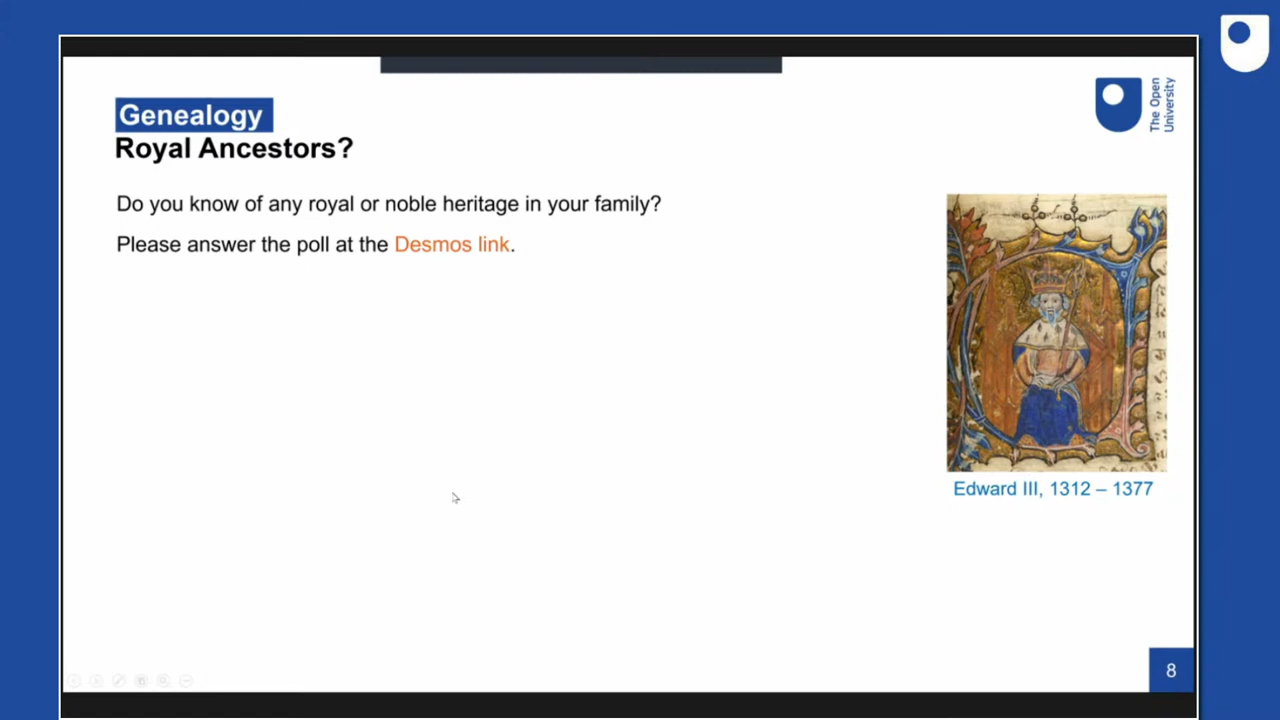 Genealogy
Royal Ancestors?
Do you know of any royal or noble heritage in your family?
Please answer the poll at the Desmos link.
The Open
University
Edward III, 1312 – 1377
8